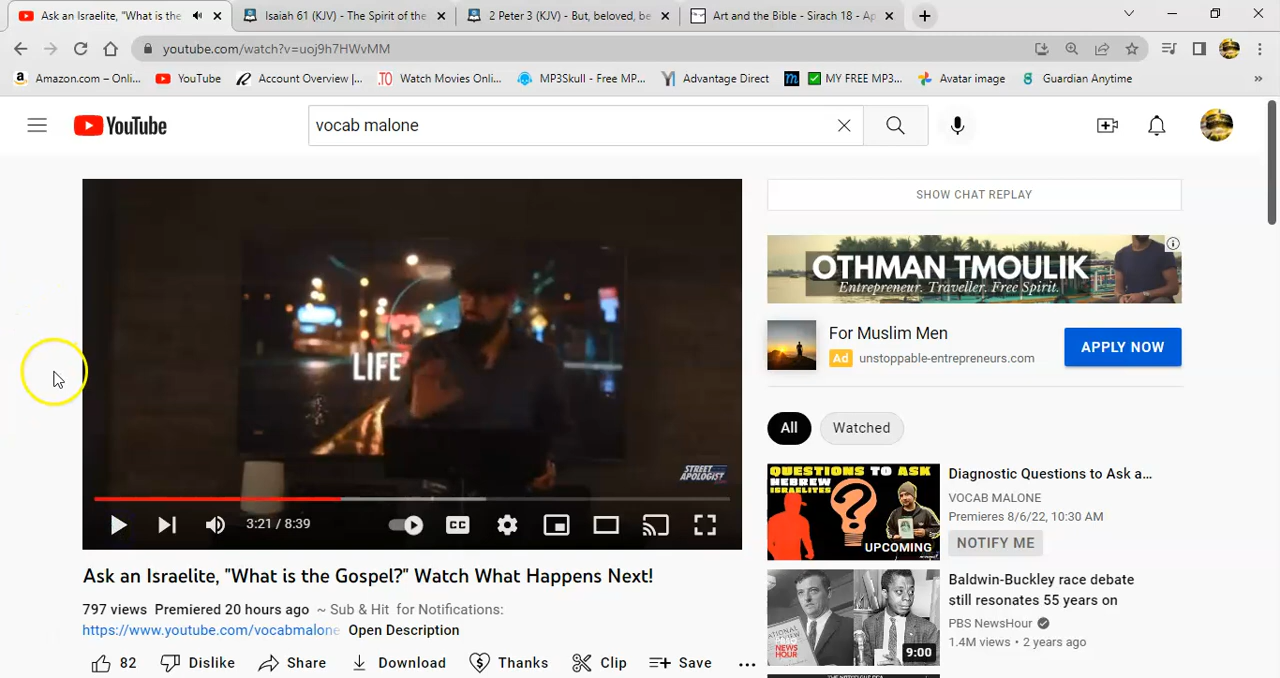 Ask an Israelite, "What is the
Isaiah 61 (KJV) - The Spirit of the
2 Peter 3 (KJV) - But, beloved, be
Art and the Bible - Sirach 18 - Ap
youtube.com/watch?v=uoj9h7HWvMM
Amazon.com – Onli...
YouTube
Account Overview |...
.TO Watch Movies Onli...
MP3Skull - Free MP...
Advantage Direct
m MY FREE MP3...
Avatar image
Guardian Anytime
»
YouTube
vocab malone
SHOW CHAT REPLAY
OTHMAN TMOULIK
Entrepreneur. Traveller. Free Spirit.
For Muslim Men
Ad unstoppable-entrepreneurs.com
APPLY NOW
LIFE
STREET
APOLOGIST
3:21 / 8:39
CC
All
Watched
QUESTIONS TO ASK
HEBREW
ISRAELITES
UPCOMING
Diagnostic Questions to Ask a...
VOCAB MALONE
Premieres 8/6/22, 10:30 AM
NOTIFY ME
Ask an Israelite, "What is the Gospel?" Watch What Happens Next!
797 views Premiered 20 hours ago ~ Sub & Hit for Notifications:
https://www.youtube.com/vocabmalone Open Description
82
Dislike
Share
Download
Thanks
Clip
Save
...
9:00
Baldwin-Buckley race debate
still resonates 55 years on
PBS NewsHour
1.4M views • 2 years ago